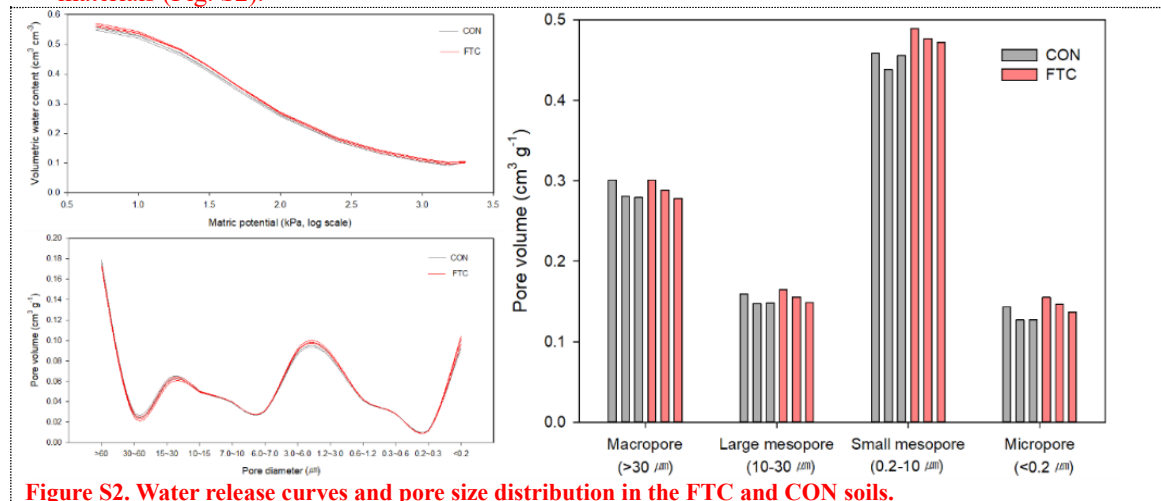 CON
FTC
Volumetric water content (cm³ cm⁻³)
0.6
0.5
0.4
0.3
0.2
0.1
0.0
0.5 1.0 1.5 2.0 2.5 3.0 3.5
Matric potential (kPa, log scale)
CON
FTC
Pore volume (cm³ g⁻¹)
0.20
0.18
0.16
0.14
0.12
0.10
0.08
0.06
0.04
0.02
0.00
>60 30~60 15~30 10~15 7.0~10 6.0~7.0 3.0~6.0 1.2~3.0 0.6~1.2 0.3~0.6 0.2~0.3 <0.2
Pore diameter (㎛)
CON
FTC
Pore volume (cm³ g⁻¹)
0.5
0.4
0.3
0.2
0.1
0.0
Macropore Large mesopore Small mesopore Micropore
(>30 ㎛) (10-30 ㎛) (0.2-10 ㎛) (<0.2 ㎛)
Figure S2. Water release curves and pore size distribution in the FTC and CON soils.